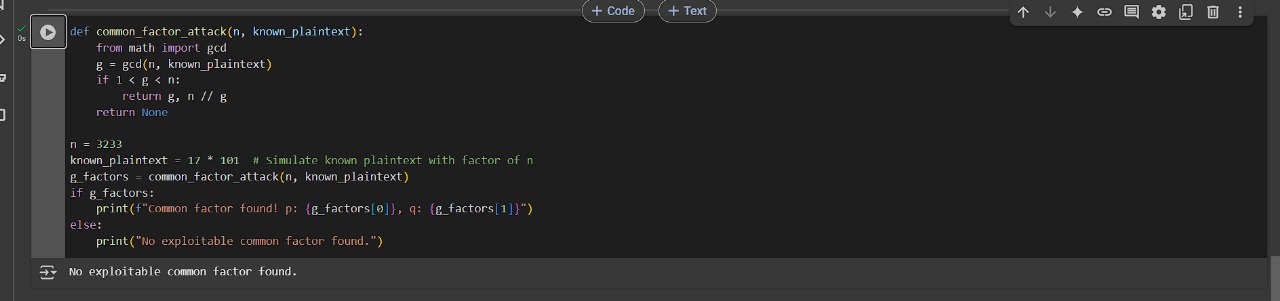 + Code + Text
0s
def common_factor_attack(n, known_plaintext):
    from math import gcd
    g = gcd(n, known_plaintext)
    if 1 < g < n:
        return g, n // g
    return None

n = 3233
known_plaintext = 17 * 101  # Simulate known plaintext with factor of n
g_factors = common_factor_attack(n, known_plaintext)
if g_factors:
    print(f"Common factor found! p: {g_factors[0]}, q: {g_factors[1]}")
else:
    print("No exploitable common factor found.")
No exploitable common factor found.